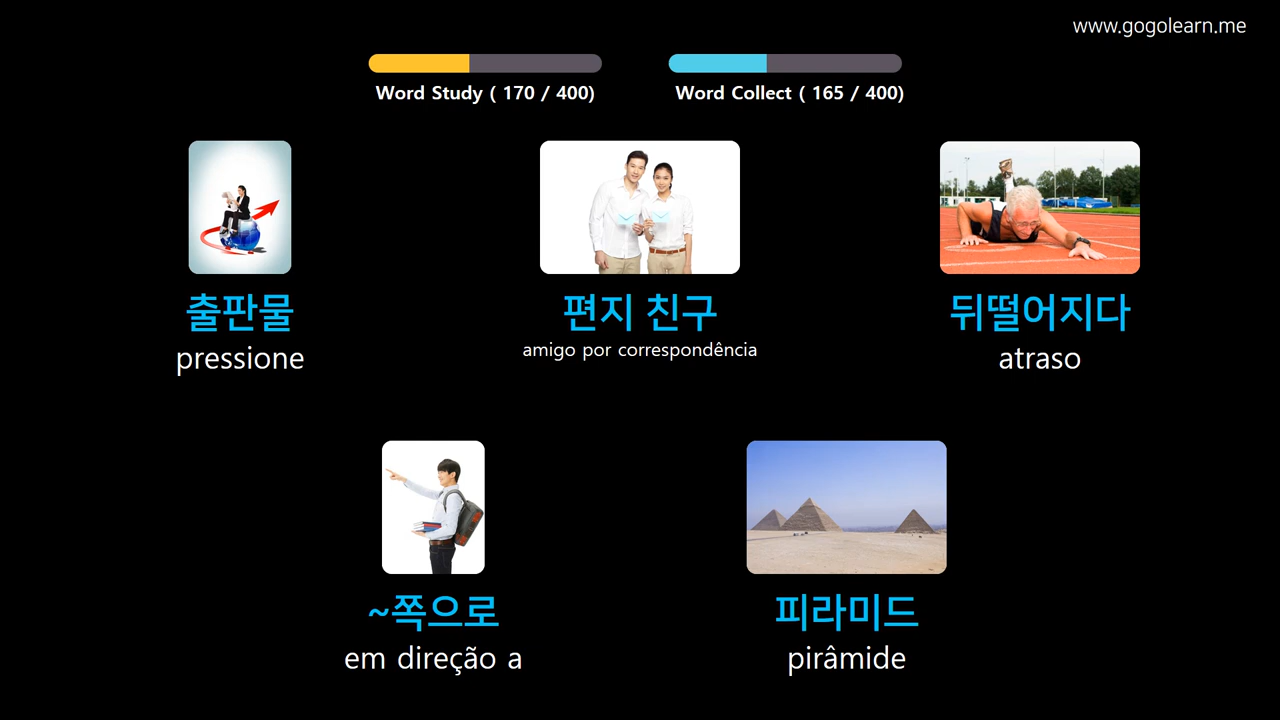 www.gogolearn.me
Word Study ( 170 / 400)
Word Collect ( 165 / 400)
출판물
pressione
편지 친구
amigo por correspondência
뒤떨어지다
atraso
~쪽으로
em direção a
피라미드
pirâmide